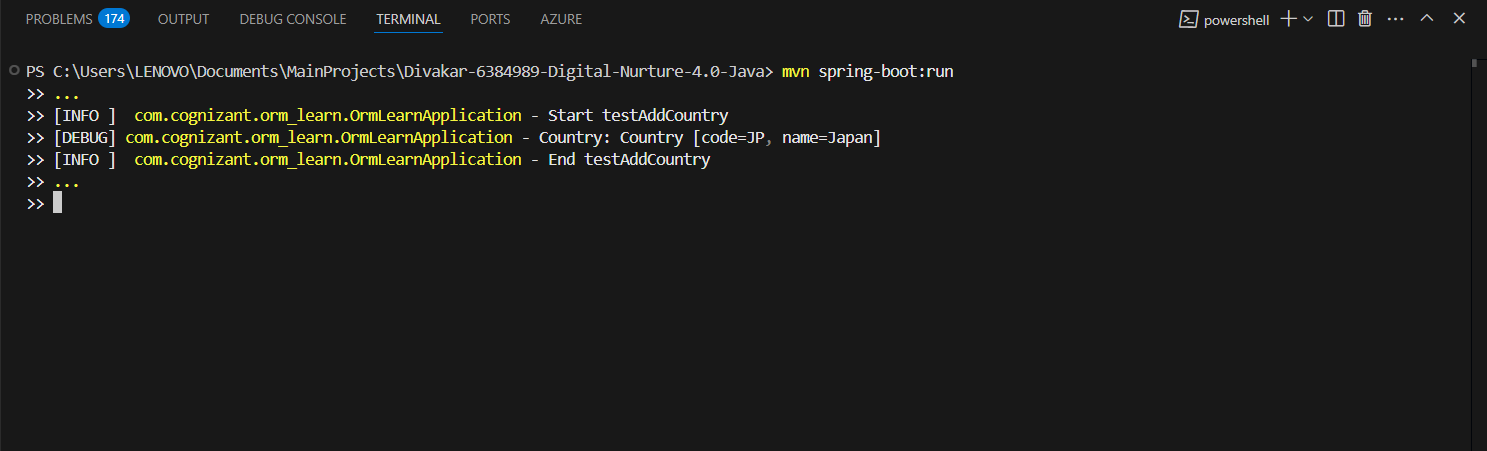 PROBLEMS 174 OUTPUT DEBUG CONSOLE TERMINAL PORTS AZURE powershell
PS C:\Users\LENOVO\Documents\MainProjects\Divakar-6384989-Digital-Nurture-4.0-Java> mvn spring-boot:run
>> ...
>> [INFO ]  com.cognizant.orm_learn.OrmLearnApplication - Start testAddCountry
>> [DEBUG] com.cognizant.orm_learn.OrmLearnApplication - Country: Country [code=JP, name=Japan]
>> [INFO ]  com.cognizant.orm_learn.OrmLearnApplication - End testAddCountry
>> ...
>>